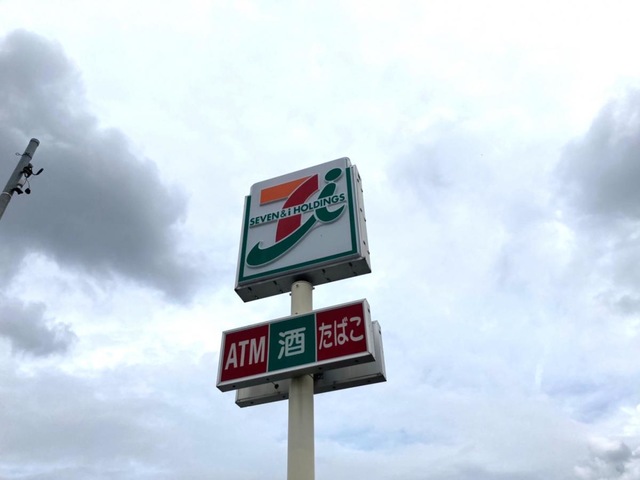 SEVEN & i HOLDINGS
ATM 酒 たばこ